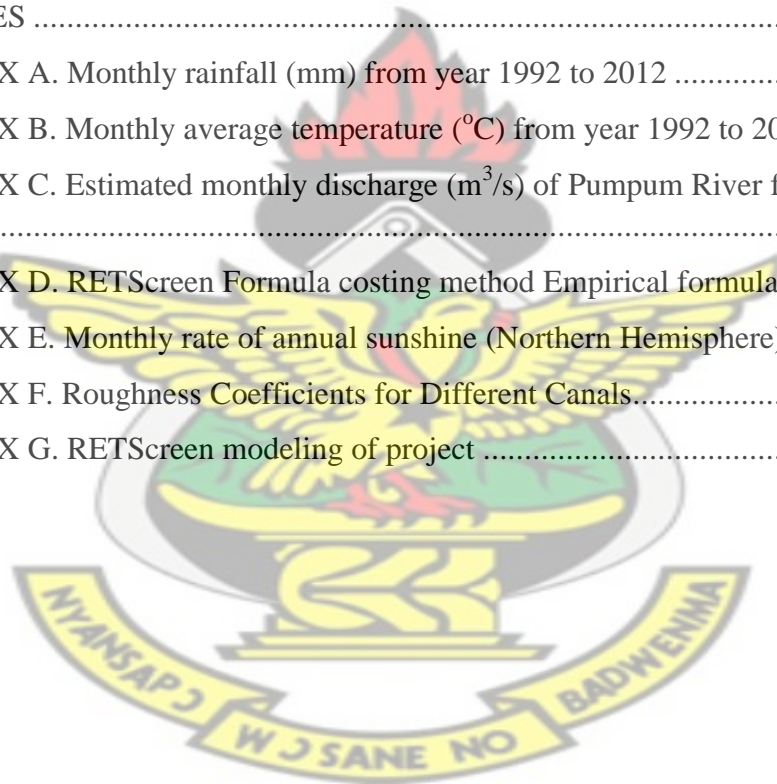 ES ................................................................................
X A. Monthly rainfall (mm) from year 1992 to 2012 ............
X B. Monthly average temperature (°C) from year 1992 to 20
X C. Estimated monthly discharge (m³/s) of Pumpum River f
................................................................................
X D. RETScreen Formula costing method Empirical formula
X E. Monthly rate of annual sunshine (Northern Hemisphere
X F. Roughness Coefficients for Different Canals..................
X G. RETScreen modeling of project ....................................
NYANSAPƆ
WƆ SANE NO
BADWENMA